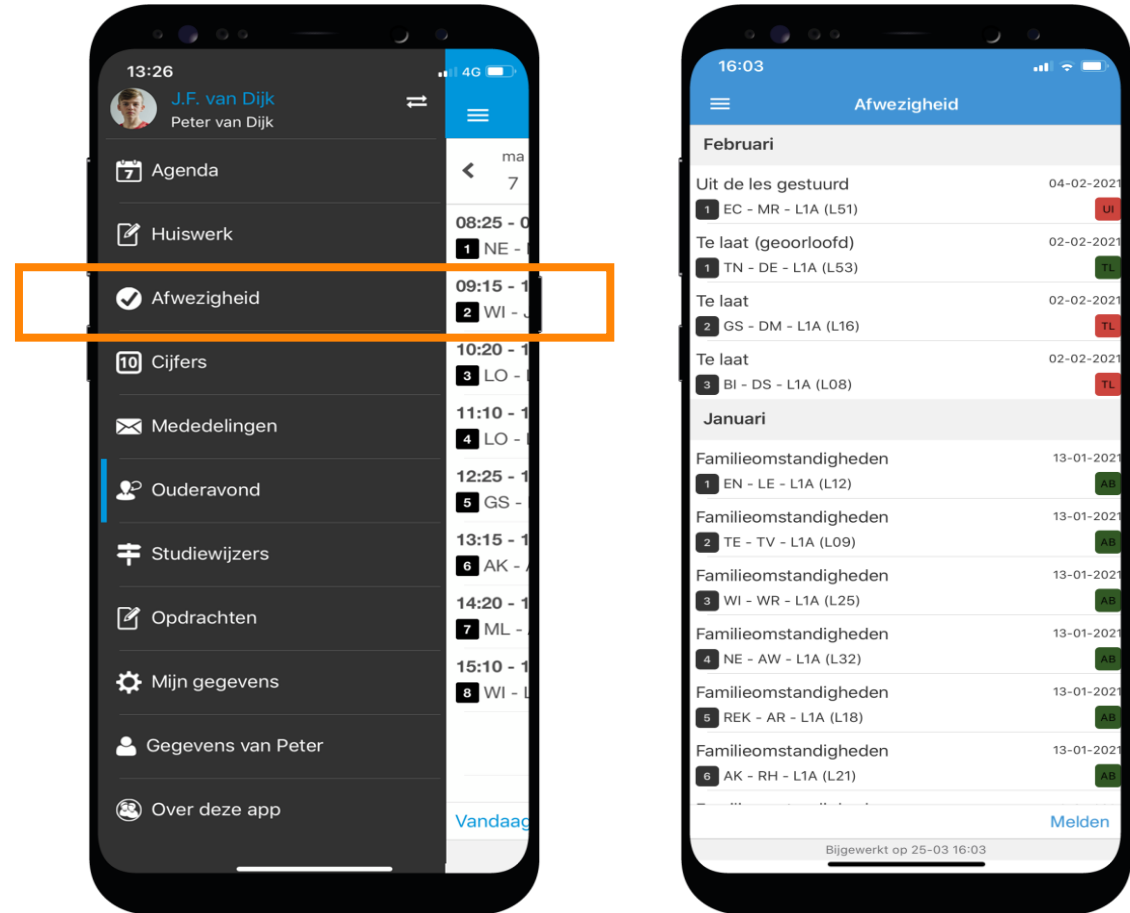 13:26
4G
J.F. van Dijk
Peter van Dijk
7 Agenda
Huiswerk
Afwezigheid
10 Cijfers
Mededelingen
Ouderavond
Studiewijzers
Opdrachten
Mijn gegevens
Gegevens van Peter
Over deze app
ma
7
08:25 - 0
1 NE -
09:15 - 1
2 WI -
10:20 - 1
3 LO -
11:10 - 1
4 LO -
12:25 - 1
5 GS -
13:15 - 1
6 AK -
14:20 - 1
7 ML -
15:10 - 1
8 WI - L
Vandaag
16:03
Afwezigheid
Februari
Uit de les gestuurd 04-02-2021
1 EC - MR - L1A (L51) UI
Te laat (geoorloofd) 02-02-2021
1 TN - DE - L1A (L53) TL
Te laat 02-02-2021
2 GS - DM - L1A (L16) TL
Te laat 02-02-2021
3 BI - DS - L1A (L08) TL
Januari
Familieomstandigheden 13-01-2021
1 EN - LE - L1A (L12) AB
Familieomstandigheden 13-01-2021
2 TE - TV - L1A (L09) AB
Familieomstandigheden 13-01-2021
3 WI - WR - L1A (L25) AB
Familieomstandigheden 13-01-2021
4 NE - AW - L1A (L32) AB
Familieomstandigheden 13-01-2021
5 REK - AR - L1A (L18) AB
Familieomstandigheden 13-01-2021
6 AK - RH - L1A (L21) AB
Melden
Bijgewerkt op 25-03 16:03